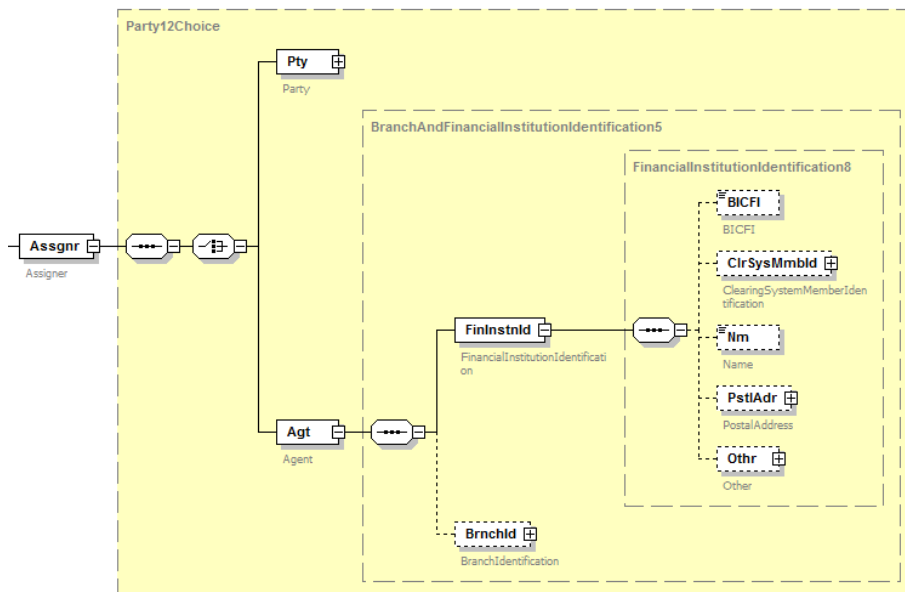 Party12Choice
Pty
Party
BranchAndFinancialInstitutionIdentification5
FinancialInstitutionIdentification8
BICFI
BICFI
Assgnr
Assigner
ClrSysMmbId
ClearingSystemMemberIden
tification
FinInstnId
FinancialInstitutionIdentificati
on
Nm
Name
PstlAdr
PostalAddress
Agt
Agent
Othr
Other
BrnchId
BranchIdentification